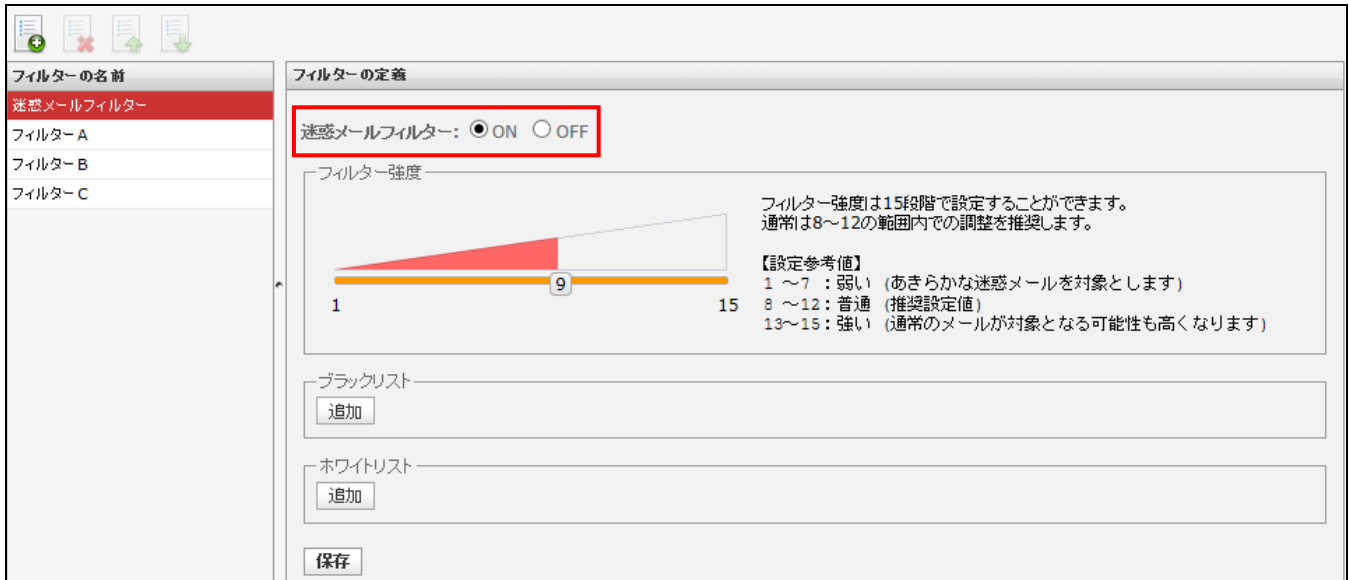 フィルターの名前
迷惑メールフィルター
フィルターA
フィルターB
フィルターC
フィルターの定義
迷惑メールフィルター: ON OFF
フィルター強度
9
1 15
フィルター強度は15段階で設定することができます。
通常は8～12の範囲内での調整を推奨します。
【設定参考値】
1 ～7 ：弱い (あきらかな迷惑メールを対象とします)
8 ～12：普通 (推奨設定値)
13～15：強い (通常のメールが対象となる可能性も高くなります)
ブラックリスト
追加
ホワイトリスト
追加
保存